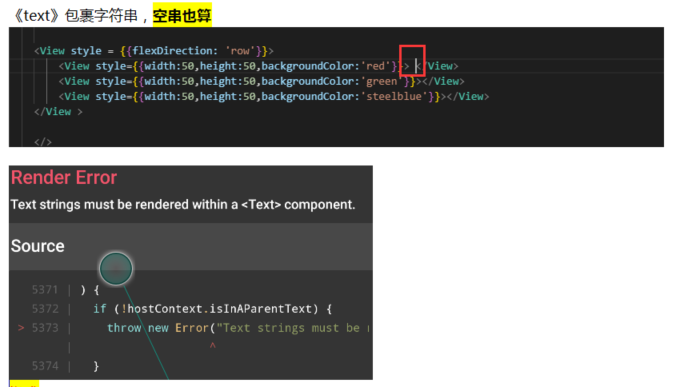 《text》包裹字符串，空串也算
<View style = {{flexDirection: 'row'}}>
<View style={{width:50,height:50,backgroundColor:'red'}}> </View>
<View style={{width:50,height:50,backgroundColor:'green'}}></View>
<View style={{width:50,height:50,backgroundColor:'steelblue'}}></View>
</View >
</>
Render Error
Text strings must be rendered within a <Text> component.
Source
5371 | ) {
5372 | if (!hostContext.isInAParentText) {
> 5373 | throw new Error("Text strings must be
| ^
5374 | }